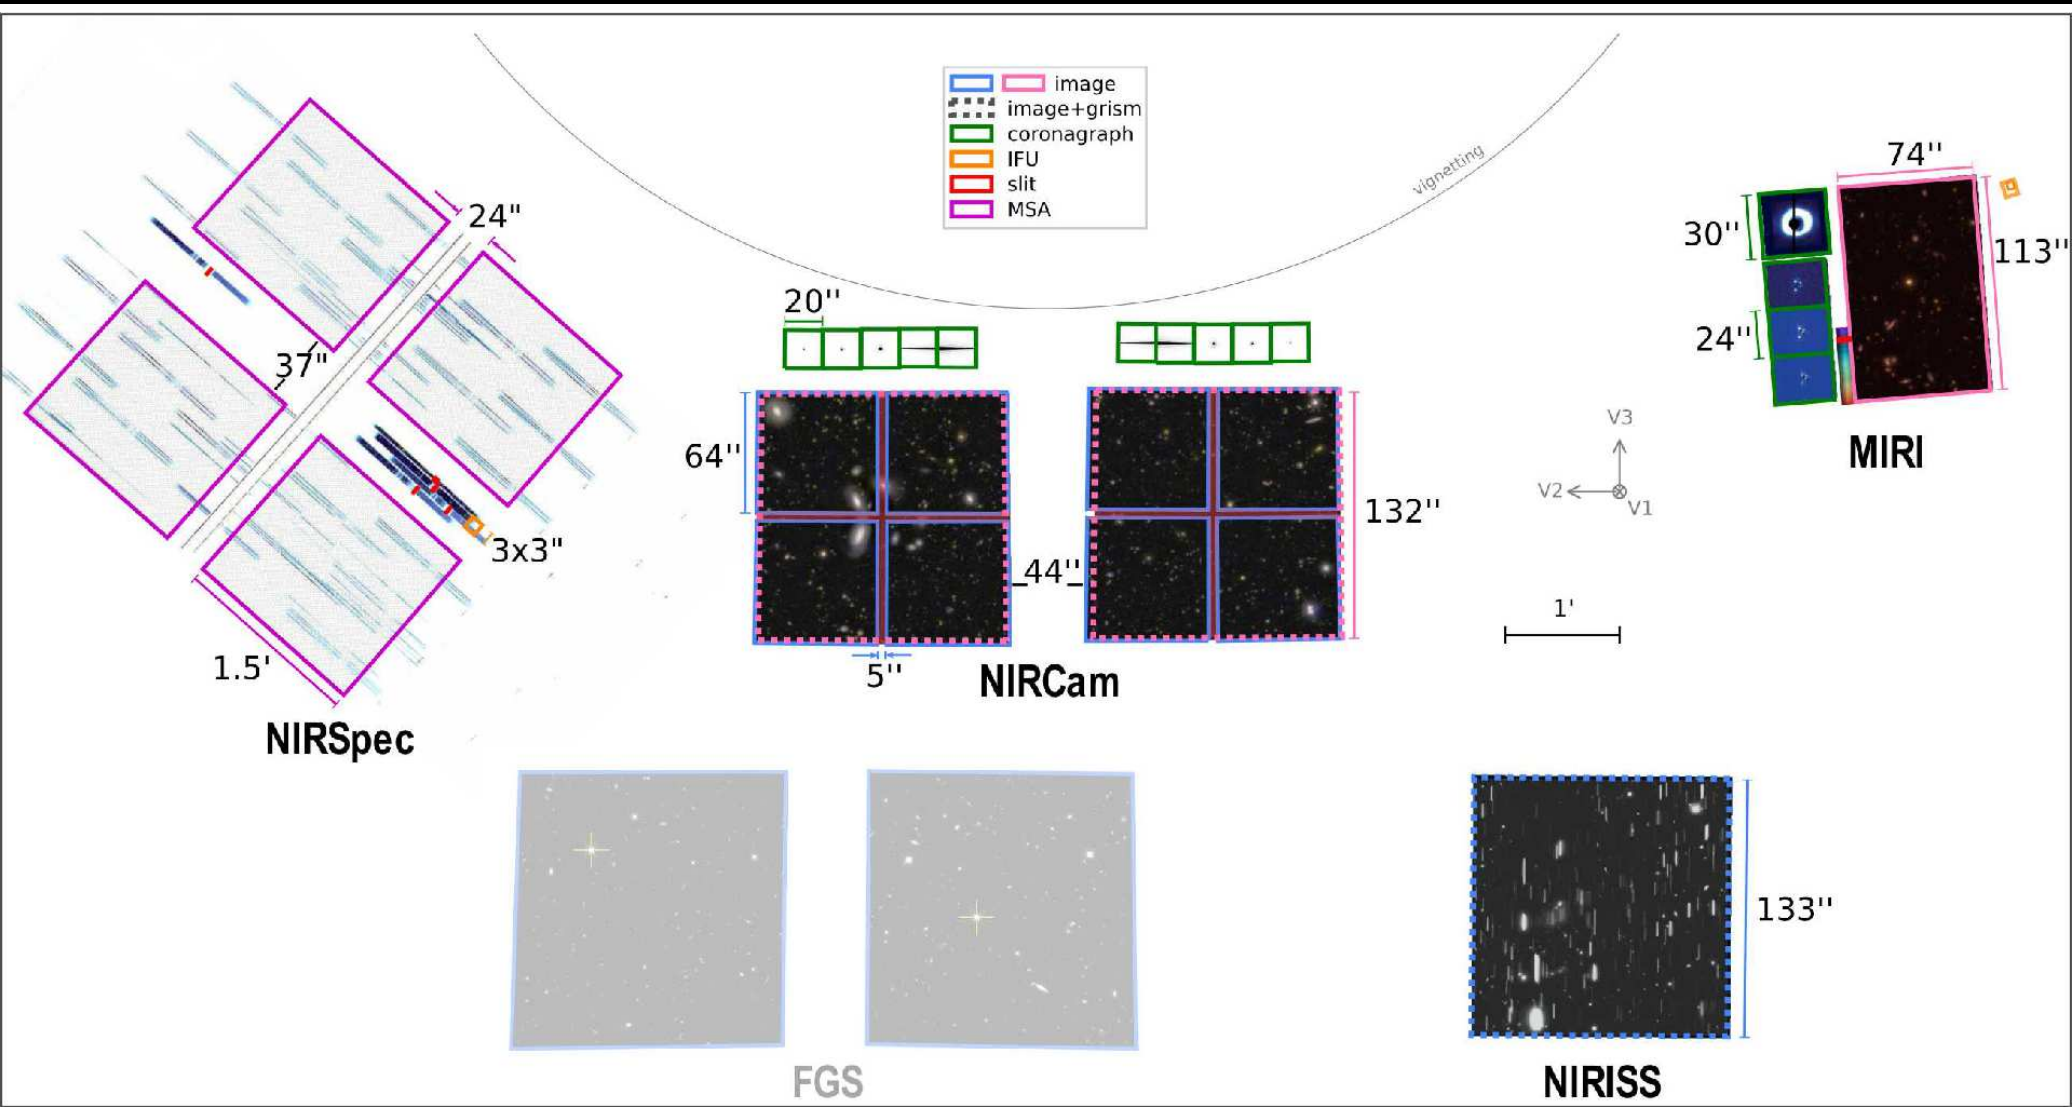 image
image+grism
coronagraph
IFU
slit
MSA
vignetting
24"
37"
3x3"
1.5'
NIRSpec
20''
64''
44''
132''
5''
NIRCam
74''
30''
113''
24''
MIRI
V3
V2
V1
1'
FGS
133''
NIRISS